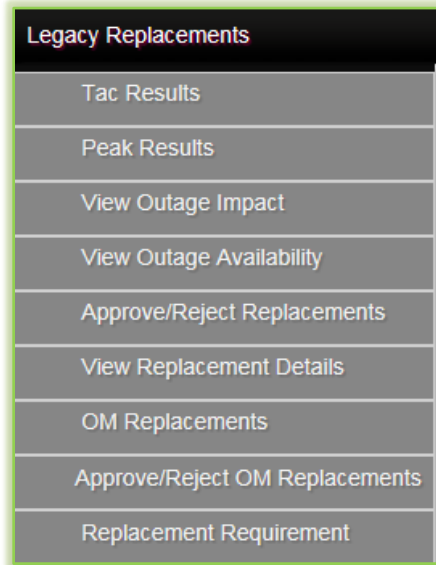 Legacy Replacements
Tac Results
Peak Results
View Outage Impact
View Outage Availability
Approve/Reject Replacements
View Replacement Details
OM Replacements
Approve/Reject OM Replacements
Replacement Requirement